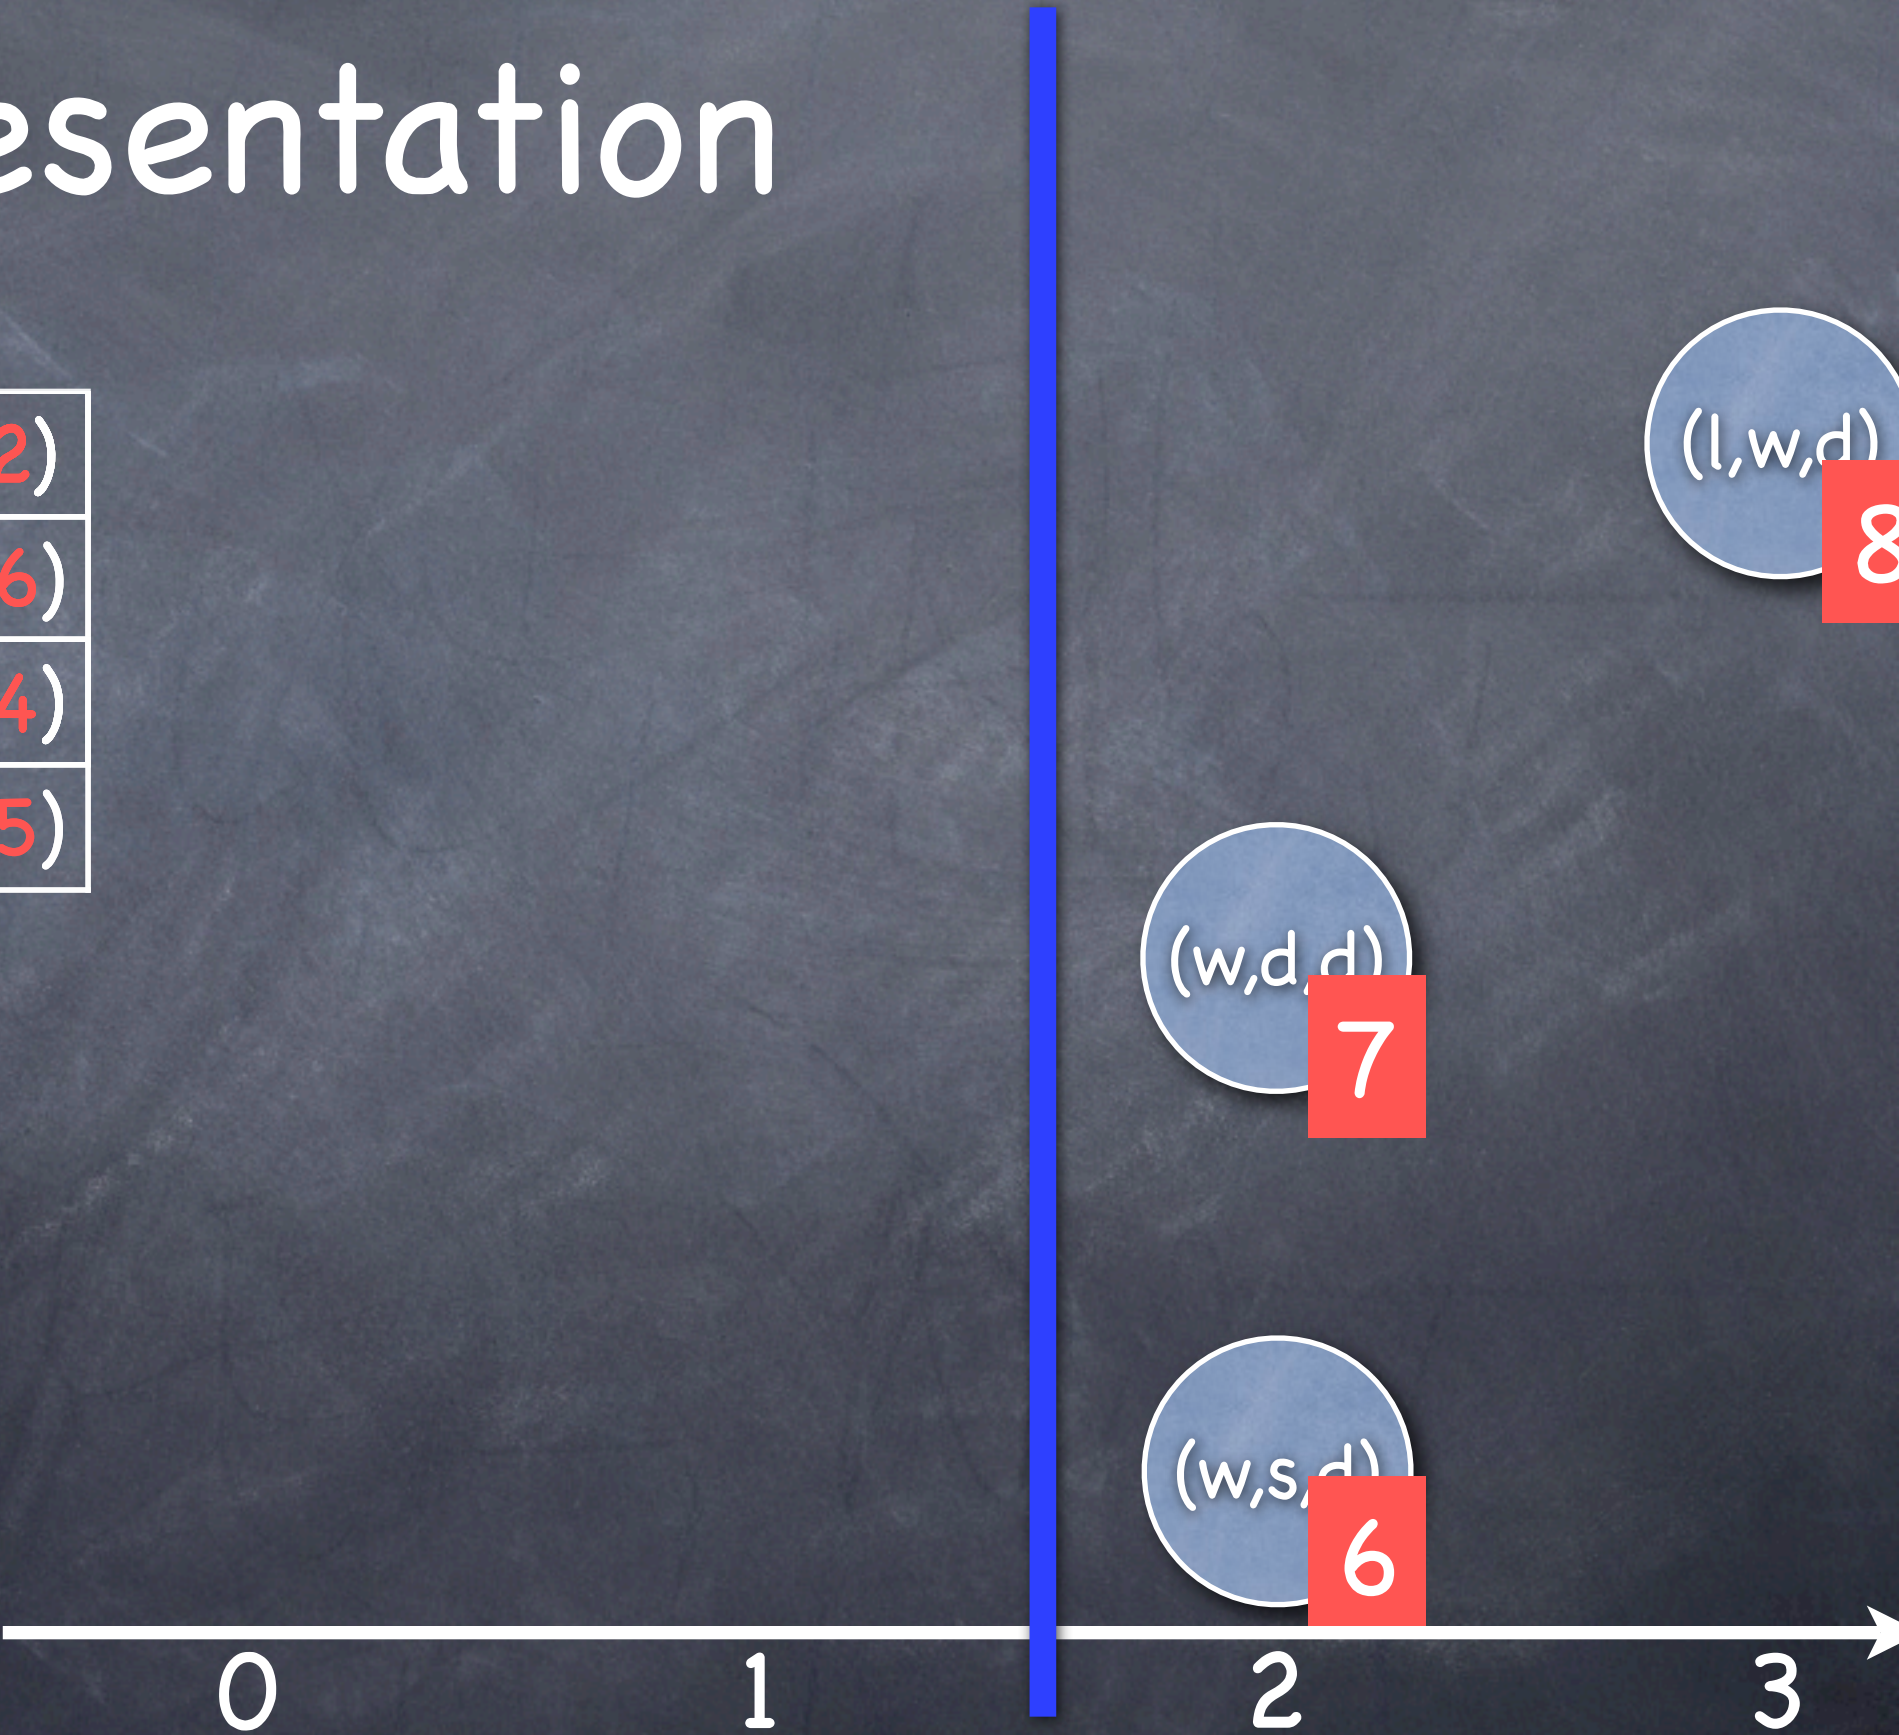 esentation
2)
6)
4)
5)
(l,w,d)
8
(w,d,d)
7
(w,s,d)
6
0 1 2 3